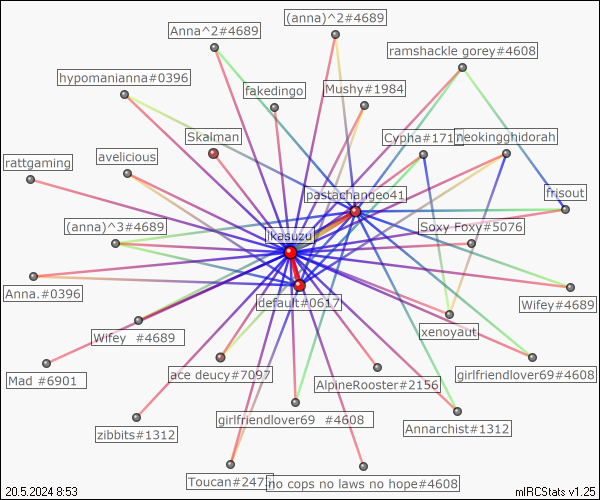 (anna)^2#4689
Anna^2#4689
ramshackle gorey#4608
hypomanianna#0396
fakedingo
Mushy#1984
Skalman
Cypha#171
neokingghidorah
rattgaming
avelicious
pastachangeo41
frisout
(anna)^3#4689
jkasuzu
Soxy Foxy#5076
Anna.#0396
default#0617
Wifey#4689
Wifey #4689
xenoyaut
Mad #6901
ace deucy#7097
AlpineRooster#2156
girlfriendlover69#4608
girlfriendlover69 #4608
Annarchist#1312
zibbits#1312
Toucan#247
no cops no laws no hope#4608
20.5.2024 8:53
mIRCStats v1.25